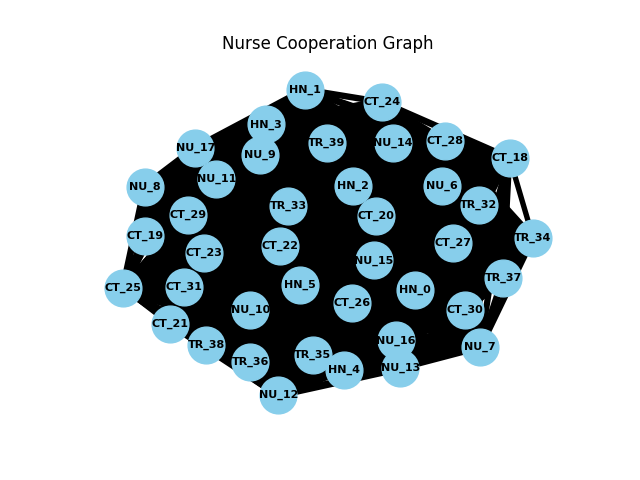 Nurse Cooperation Graph
HN_1
CT_24
HN_3
CT_28
TR_39
NU_14
NU_17
NU_9
CT_18
NU_11
HN_2
NU_6
NU_8
TR_33
TR_32
CT_29
CT_20
CT_19
TR_34
CT_22
CT_27
CT_23
NU_15
TR_37
CT_25
CT_31
HN_5
HN_0
CT_26
NU_10
CT_30
CT_21
TR_38
NU_16
NU_7
TR_36
TR_35
HN_4
NU_13
NU_12